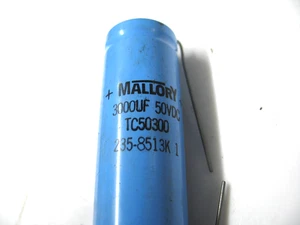 + MALLORY
3000UF 50VDC
TC50300
235-8513K 1